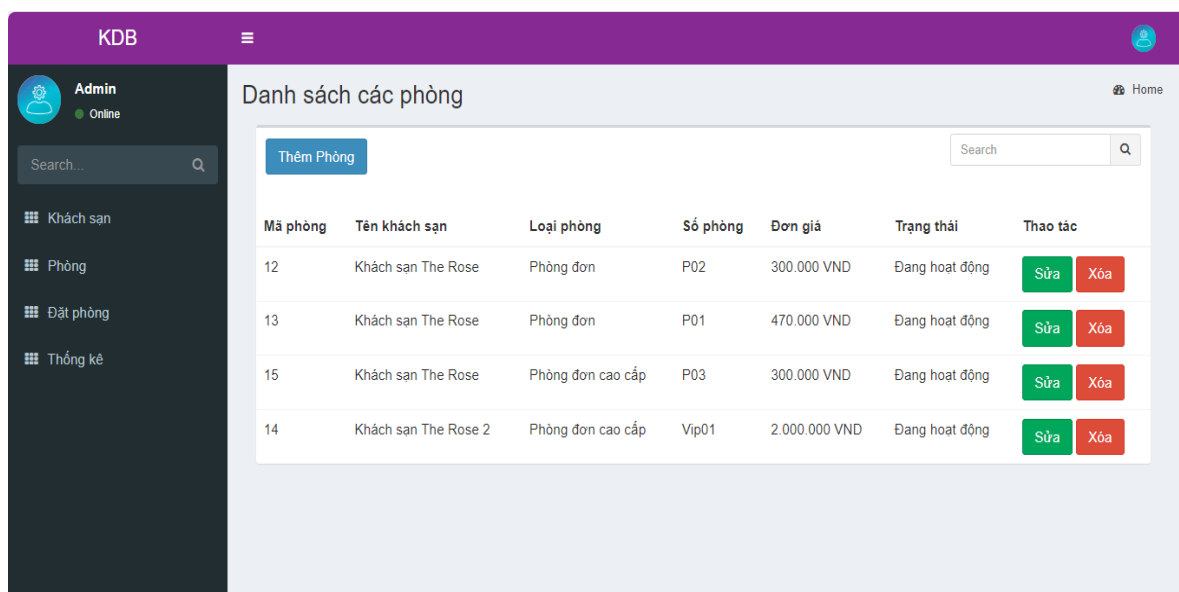 KDB
Admin
Online
Search...
Khách sạn
Phòng
Đặt phòng
Thống kê
Danh sách các phòng
Home
Thêm Phòng
Search
Mã phòng Tên khách sạn Loại phòng Số phòng Đơn giá Trạng thái Thao tác
12 Khách sạn The Rose Phòng đơn P02 300.000 VND Đang hoạt động Sửa Xóa
13 Khách sạn The Rose Phòng đơn P01 470.000 VND Đang hoạt động Sửa Xóa
15 Khách sạn The Rose Phòng đơn cao cấp P03 300.000 VND Đang hoạt động Sửa Xóa
14 Khách sạn The Rose 2 Phòng đơn cao cấp Vip01 2.000.000 VND Đang hoạt động Sửa Xóa